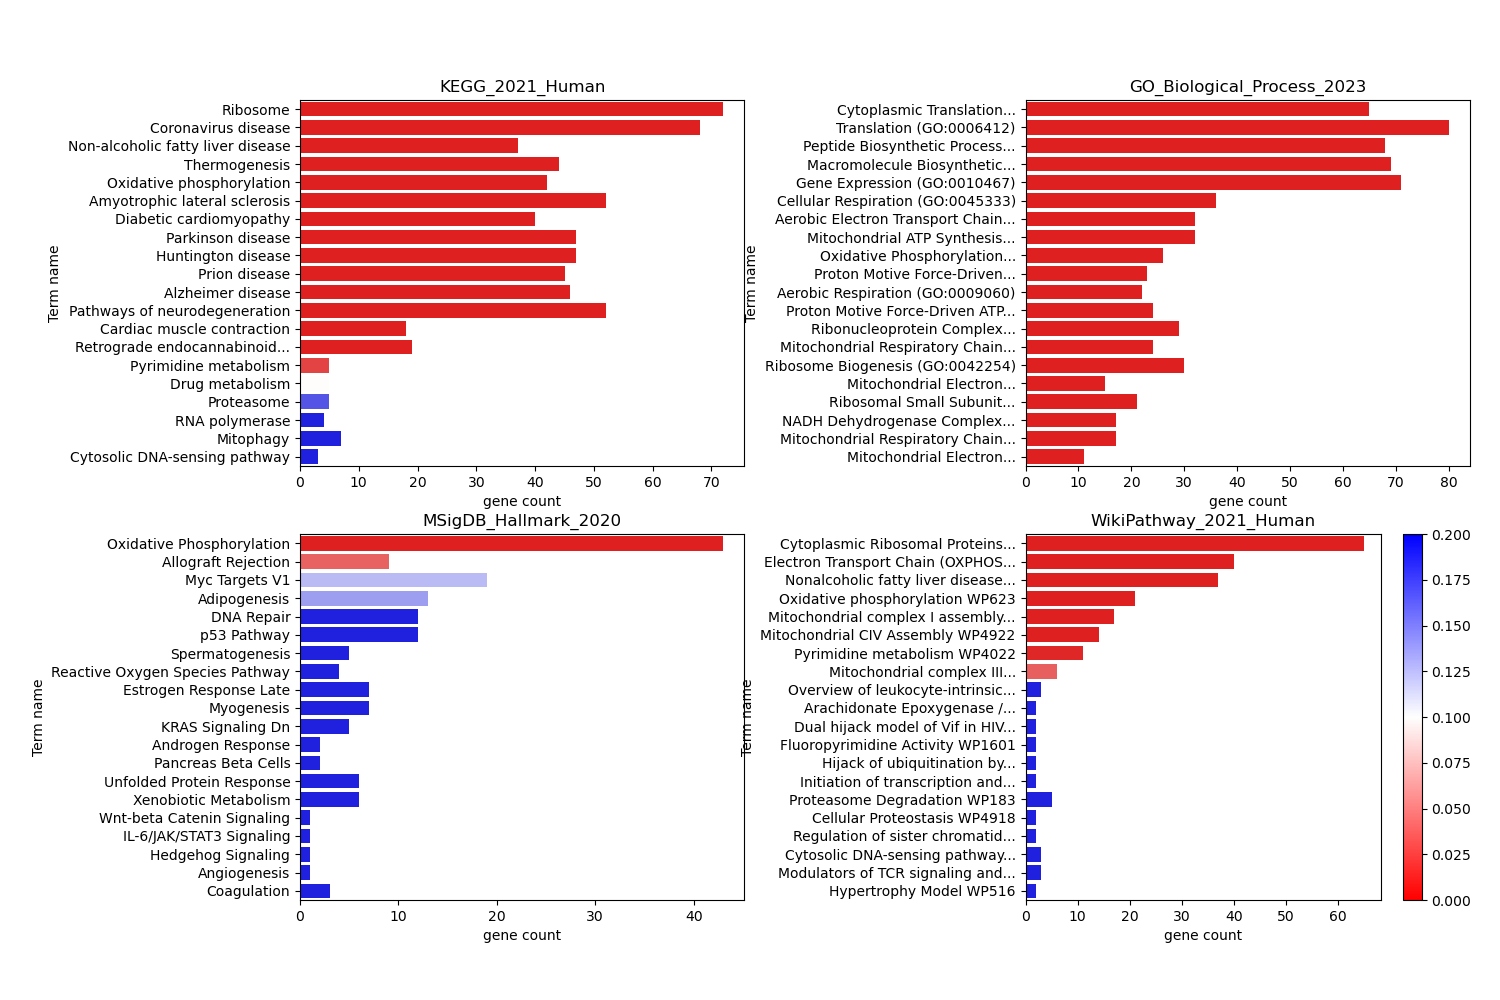 KEGG_2021_Human
Term name
Ribosome
Coronavirus disease
Non-alcoholic fatty liver disease
Thermogenesis
Oxidative phosphorylation
Amyotrophic lateral sclerosis
Diabetic cardiomyopathy
Parkinson disease
Huntington disease
Prion disease
Alzheimer disease
Pathways of neurodegeneration
Cardiac muscle contraction
Retrograde endocannabinoid...
Pyrimidine metabolism
Drug metabolism
Proteasome
RNA polymerase
Mitophagy
Cytosolic DNA-sensing pathway
0 10 20 30 40 50 60 70
gene count
GO_Biological_Process_2023
Term name
Cytoplasmic Translation...
Translation (GO:0006412)
Peptide Biosynthetic Process...
Macromolecule Biosynthetic...
Gene Expression (GO:0010467)
Cellular Respiration (GO:0045333)
Aerobic Electron Transport Chain...
Mitochondrial ATP Synthesis...
Oxidative Phosphorylation...
Proton Motive Force-Driven...
Aerobic Respiration (GO:0009060)
Proton Motive Force-Driven ATP...
Ribonucleoprotein Complex...
Mitochondrial Respiratory Chain...
Ribosome Biogenesis (GO:0042254)
Mitochondrial Electron...
Ribosomal Small Subunit...
NADH Dehydrogenase Complex...
Mitochondrial Respiratory Chain...
Mitochondrial Electron...
0 10 20 30 40 50 60 70 80
gene count
MSigDB_Hallmark_2020
Term name
Oxidative Phosphorylation
Allograft Rejection
Myc Targets V1
Adipogenesis
DNA Repair
p53 Pathway
Spermatogenesis
Reactive Oxygen Species Pathway
Estrogen Response Late
Myogenesis
KRAS Signaling Dn
Androgen Response
Pancreas Beta Cells
Unfolded Protein Response
Xenobiotic Metabolism
Wnt-beta Catenin Signaling
IL-6/JAK/STAT3 Signaling
Hedgehog Signaling
Angiogenesis
Coagulation
0 10 20 30 40
gene count
WikiPathway_2021_Human
Term name
Cytoplasmic Ribosomal Proteins...
Electron Transport Chain (OXPHOS...
Nonalcoholic fatty liver disease...
Oxidative phosphorylation WP623
Mitochondrial complex I assembly...
Mitochondrial CIV Assembly WP4922
Pyrimidine metabolism WP4022
Mitochondrial complex III...
Overview of leukocyte-intrinsic...
Arachidonate Epoxygenase /...
Dual hijack model of Vif in HIV...
Fluoropyrimidine Activity WP1601
Hijack of ubiquitination by...
Initiation of transcription and...
Proteasome Degradation WP183
Cellular Proteostasis WP4918
Regulation of sister chromatid...
Cytosolic DNA-sensing pathway...
Modulators of TCR signaling and...
Hypertrophy Model WP516
0 10 20 30 40 50 60
gene count
0.200
0.175
0.150
0.125
0.100
0.075
0.050
0.025
0.000